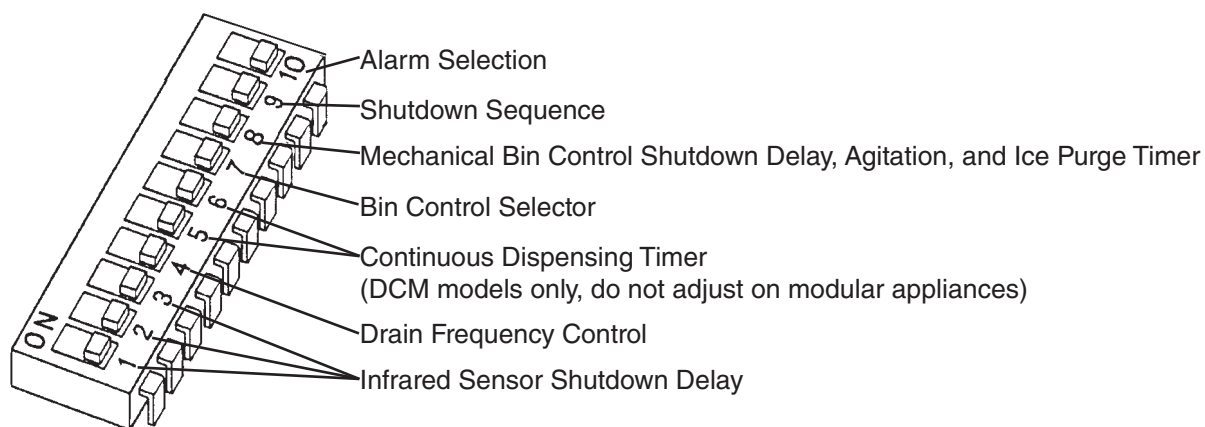 10
Alarm Selection
9
Shutdown Sequence
8
Mechanical Bin Control Shutdown Delay, Agitation, and Ice Purge Timer
7
Bin Control Selector
6
5
Continuous Dispensing Timer
(DCM models only, do not adjust on modular appliances)
4
Drain Frequency Control
3
2
1
Infrared Sensor Shutdown Delay
ON